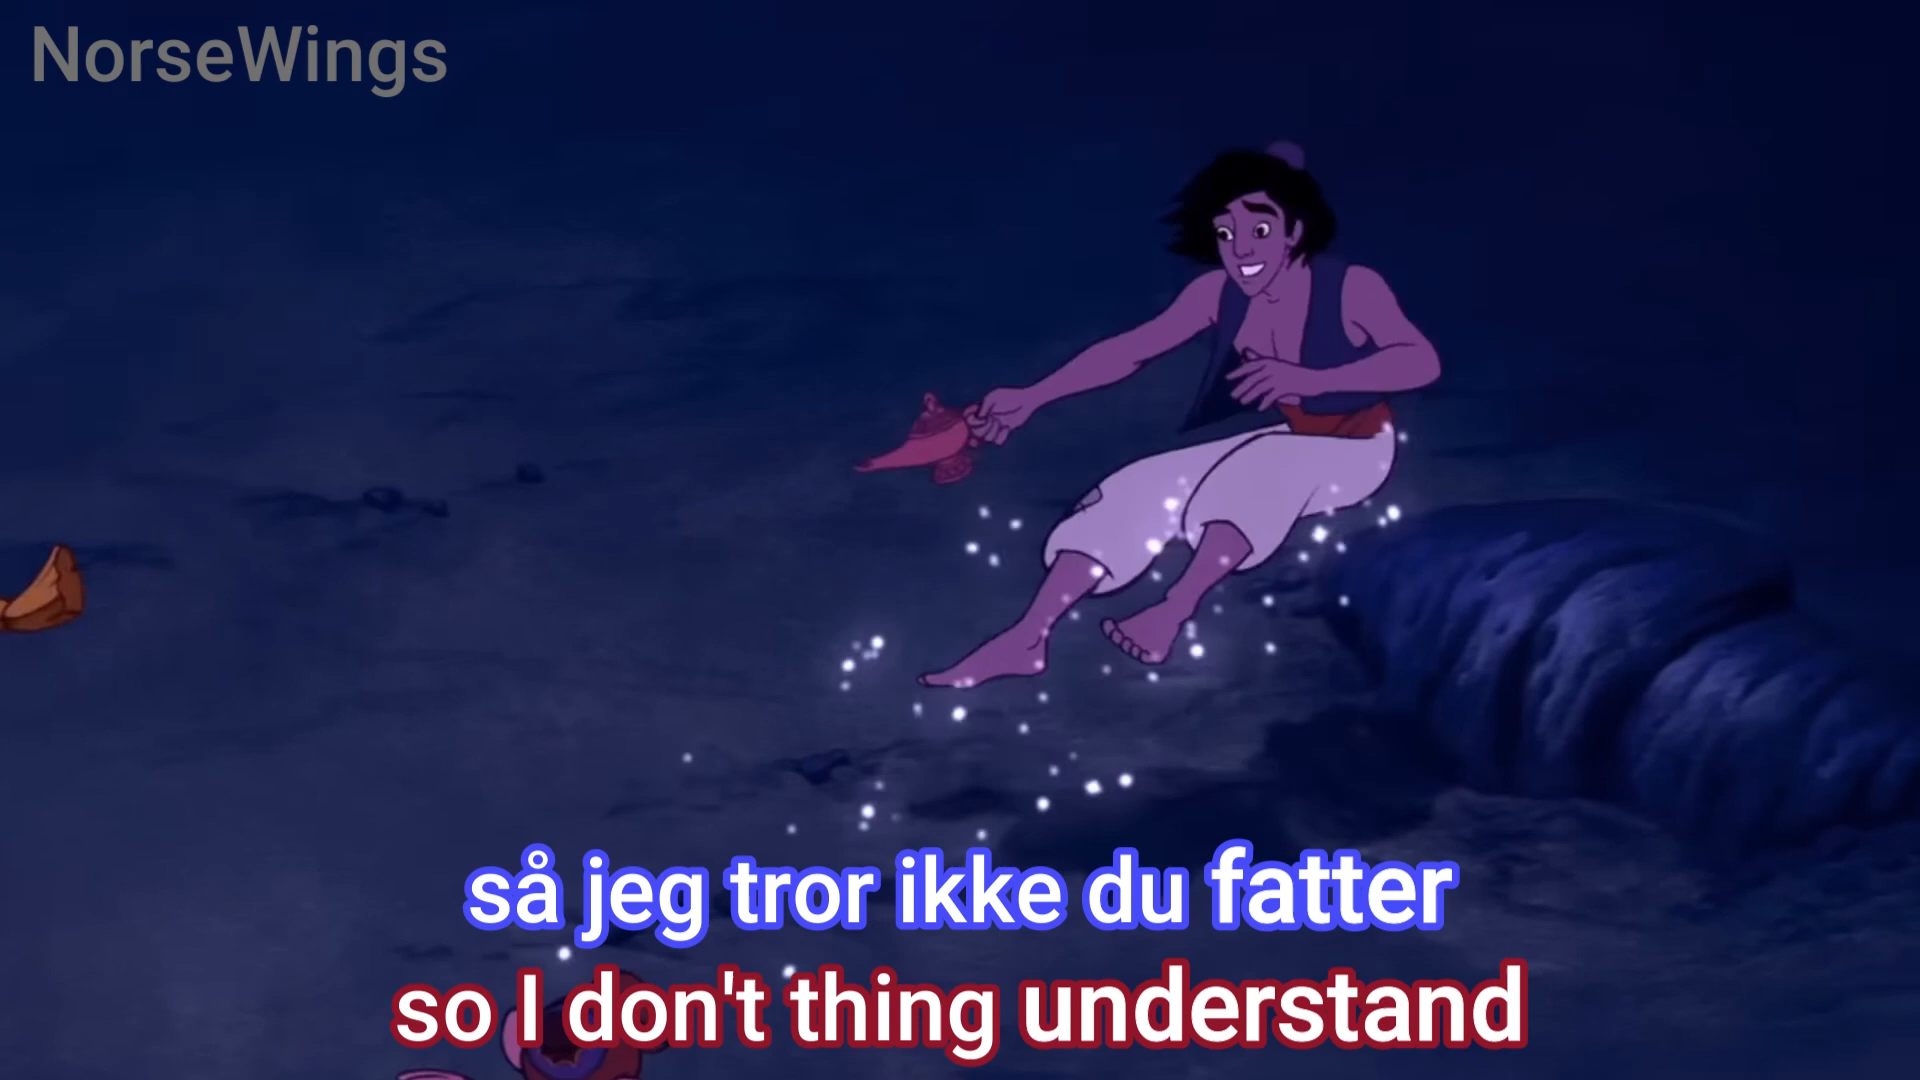 NorseWings
så jeg tror ikke du fatter
so I don't thing understand